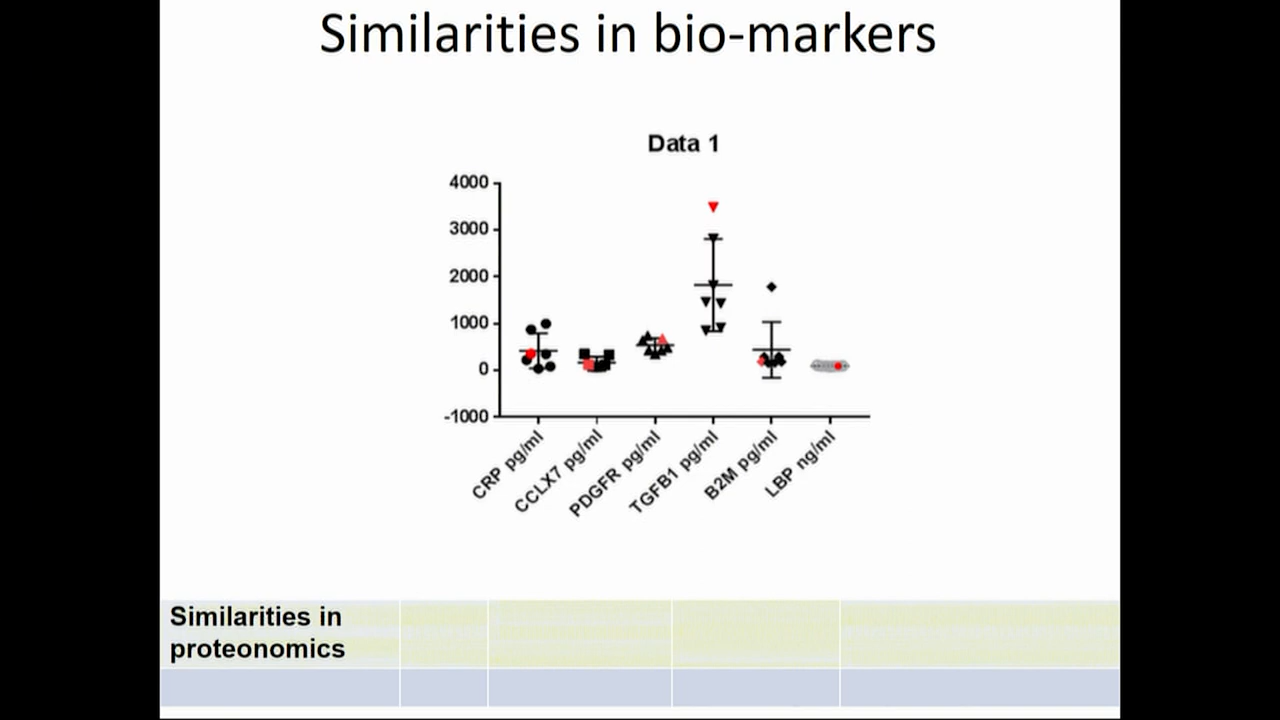 Similarities in bio-markers
Data 1
4000
3000
2000
1000
0
-1000
CRP pg/ml
CCLX7 pg/ml
PDGFR pg/ml
TGFB1 pg/ml
B2M pg/ml
LBP ng/ml
Similarities in
proteonomics